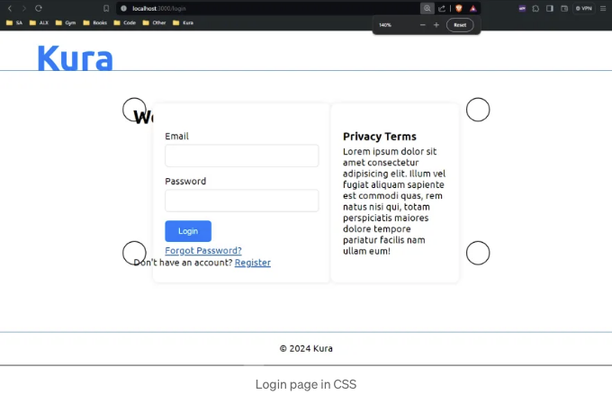 localhost:3000/login
VPN
SA
ALX
Gym
Books
Code
Other
Kura
140%
Reset
Kura
Email
Password
Login
Forgot Password?
Don't have an account? Register
Privacy Terms
Lorem ipsum dolor sit
amet consectetur
adipisicing elit. Illum vel
fugiat aliquam sapiente
est commodi quas, rem
natus nisi qui, totam
perspiciatis maiores
dolore tempore
pariatur facilis nam
ullam eum!
© 2024 Kura
Login page in CSS